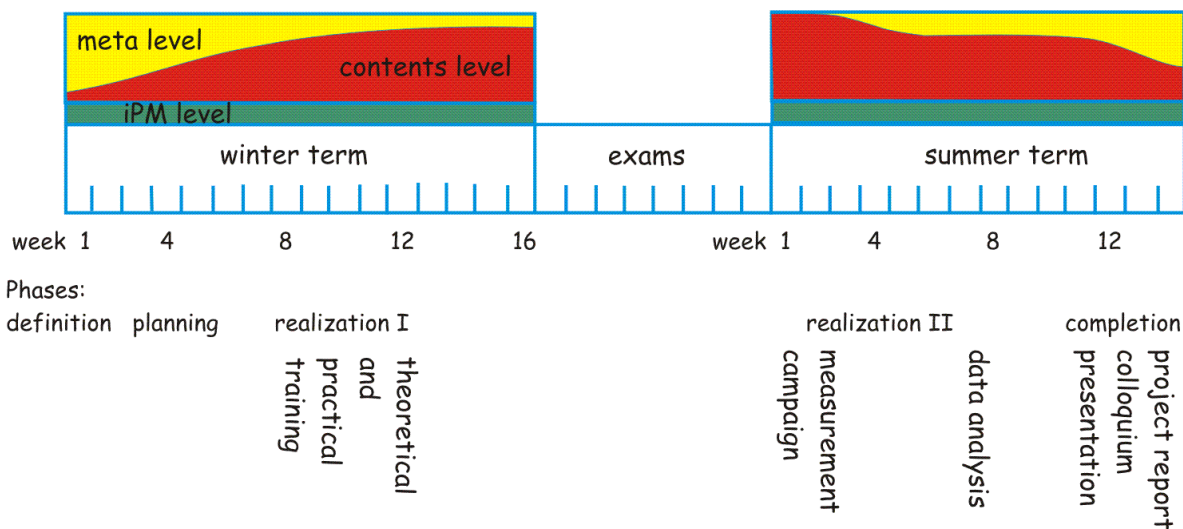 meta level
contents level
iPM level
winter term
exams
summer term
week 1 4 8 12 16
week 1 4 8 12
Phases:
definition planning realization I
realization II completion
theoretical
and
practical
training
measurement
campaign
data analysis
project report
colloquium
presentation